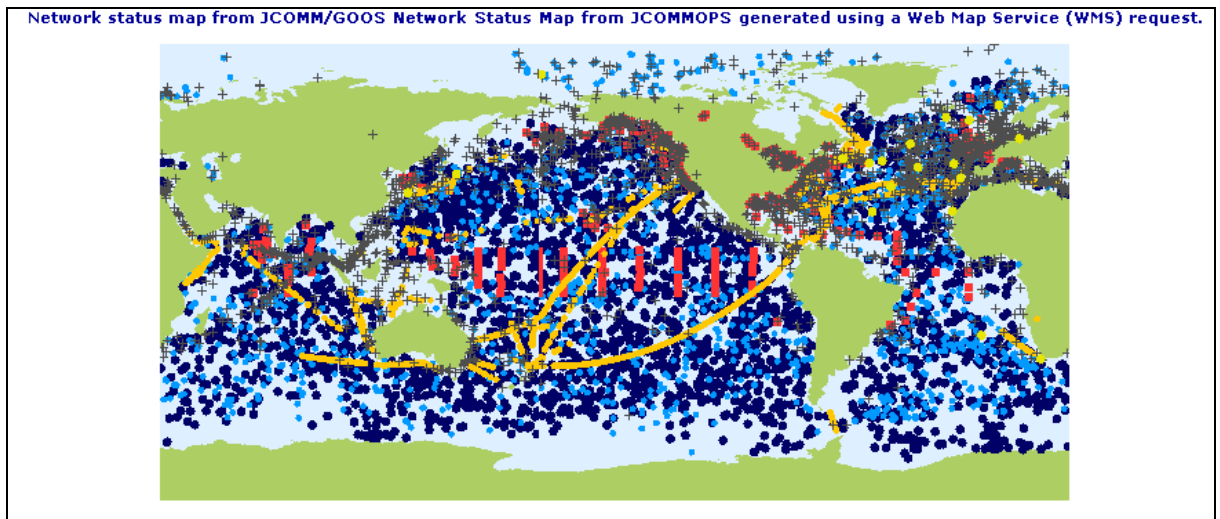 Network status map from JCOMM/GOOS Network Status Map from JCOMMOPS generated using a Web Map Service (WMS) request.